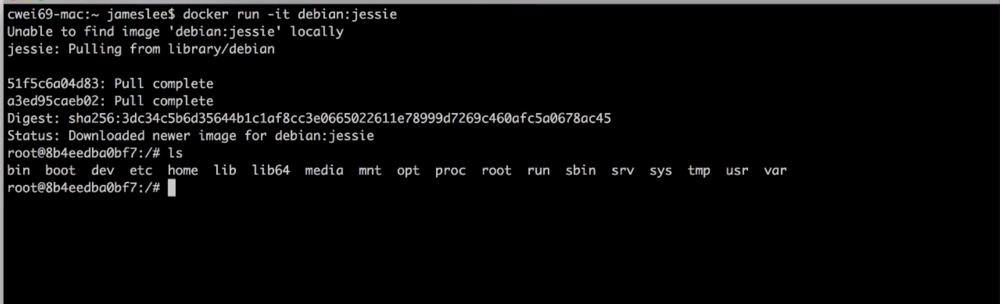 cwei69-mac:~ jameslee$ docker run -it debian:jessie
Unable to find image 'debian:jessie' locally
jessie: Pulling from library/debian
51f5c6a04d83: Pull complete
a3ed95caeb02: Pull complete
Digest: sha256:3dc34c5b6d35644b1c1af8cc3e0665022611e78999d7269c460afc5a0678ac45
Status: Downloaded newer image for debian:jessie
root@8b4eedba0bf7:/# ls
bin  boot  dev  etc  home  lib  lib64  media  mnt  opt  proc  root  run  sbin  srv  sys  tmp  usr  var
root@8b4eedba0bf7:/#